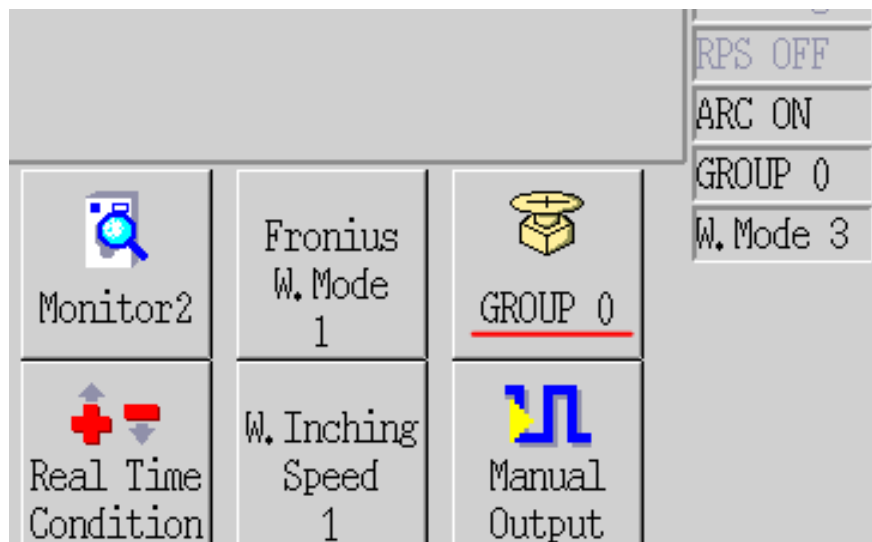 RPS OFF
ARC ON
GROUP 0
W.Mode 3
Monitor2
Fronius
W.Mode
1
GROUP 0
Real Time
Condition
W.Inching
Speed
1
Manual
Output